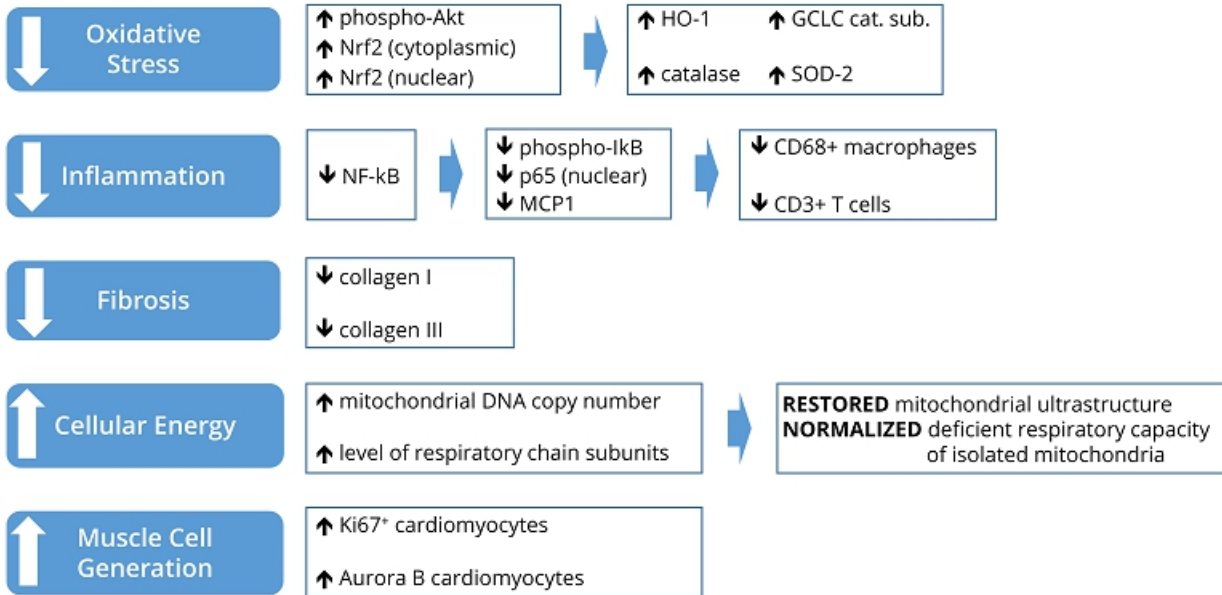 Oxidative
Stress
phospho-Akt
Nrf2 (cytoplasmic)
Nrf2 (nuclear)
HO-1 GCLC cat. sub.
catalase SOD-2
Inflammation
NF-kB
phospho-IkB
p65 (nuclear)
MCP1
CD68+ macrophages
CD3+ T cells
Fibrosis
collagen I
collagen III
Cellular Energy
mitochondrial DNA copy number
level of respiratory chain subunits
RESTORED mitochondrial ultrastructure
NORMALIZED deficient respiratory capacity
of isolated mitochondria
Muscle Cell
Generation
Ki67⁺ cardiomyocytes
Aurora B cardiomyocytes